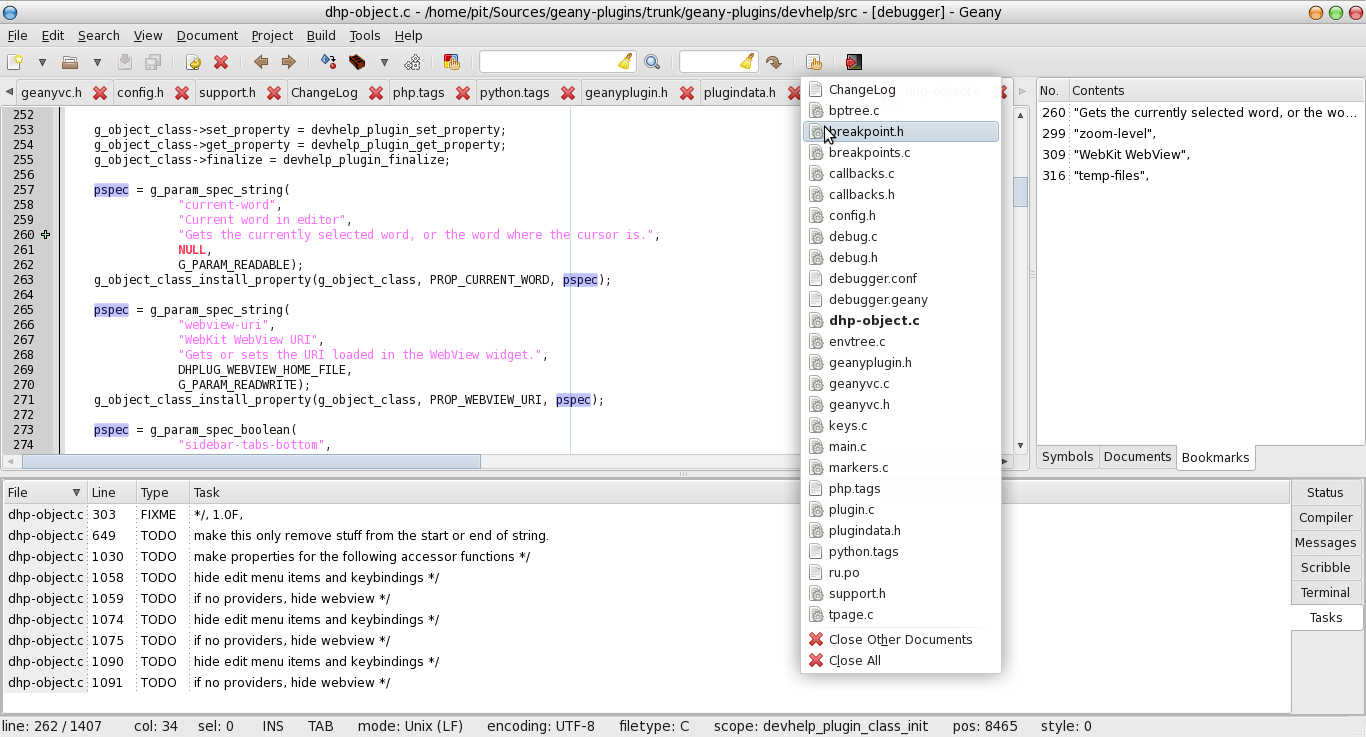 dhp-object.c - /home/pit/Sources/geany-plugins/trunk/geany-plugins/devhelp/src - [debugger] - Geany
File Edit Search View Document Project Build Tools Help
geanyvc.h config.h support.h ChangeLog php.tags python.tags geanyplugin.h plugindata.h dhp-object.c
252
253 g_object_class->set_property = devhelp_plugin_set_property;
254 g_object_class->get_property = devhelp_plugin_get_property;
255 g_object_class->finalize = devhelp_plugin_finalize;
256
257 pspec = g_param_spec_string(
258 "current-word",
259 "Current word in editor",
260 "Gets the currently selected word, or the word where the cursor is.",
261 NULL,
262 G_PARAM_READABLE);
263 g_object_class_install_property(g_object_class, PROP_CURRENT_WORD, pspec);
264
265 pspec = g_param_spec_string(
266 "webview-uri",
267 "WebKit WebView URI",
268 "Gets or sets the URI loaded in the WebView widget.",
269 DHPLUG_WEBVIEW_HOME_FILE,
270 G_PARAM_READWRITE);
271 g_object_class_install_property(g_object_class, PROP_WEBVIEW_URI, pspec);
272
273 pspec = g_param_spec_boolean(
274 "sidebar-tabs-bottom",
ChangeLog
bptree.c
breakpoint.h
breakpoints.c
callbacks.c
callbacks.h
config.h
debug.c
debug.h
debugger.conf
debugger.geany
dhp-object.c
envtree.c
geanyplugin.h
geanyvc.c
geanyvc.h
keys.c
main.c
markers.c
php.tags
plugin.c
plugindata.h
python.tags
ru.po
support.h
tpage.c
Close Other Documents
Close All
No. Contents
260 "Gets the currently selected word, or the wo...
299 "zoom-level",
309 "WebKit WebView",
316 "temp-files",
Symbols Documents Bookmarks
File Line Type Task
dhp-object.c 303 FIXME */, 1.0F,
dhp-object.c 649 TODO make this only remove stuff from the start or end of string.
dhp-object.c 1030 TODO make properties for the following accessor functions */
dhp-object.c 1058 TODO hide edit menu items and keybindings */
dhp-object.c 1059 TODO if no providers, hide webview */
dhp-object.c 1074 TODO hide edit menu items and keybindings */
dhp-object.c 1075 TODO if no providers, hide webview */
dhp-object.c 1090 TODO hide edit menu items and keybindings */
dhp-object.c 1091 TODO if no providers, hide webview */
Status
Compiler
Messages
Scribble
Terminal
Tasks
line: 262 / 1407 col: 34 sel: 0 INS TAB mode: Unix (LF) encoding: UTF-8 filetype: C scope: devhelp_plugin_class_init pos: 8465 style: 0